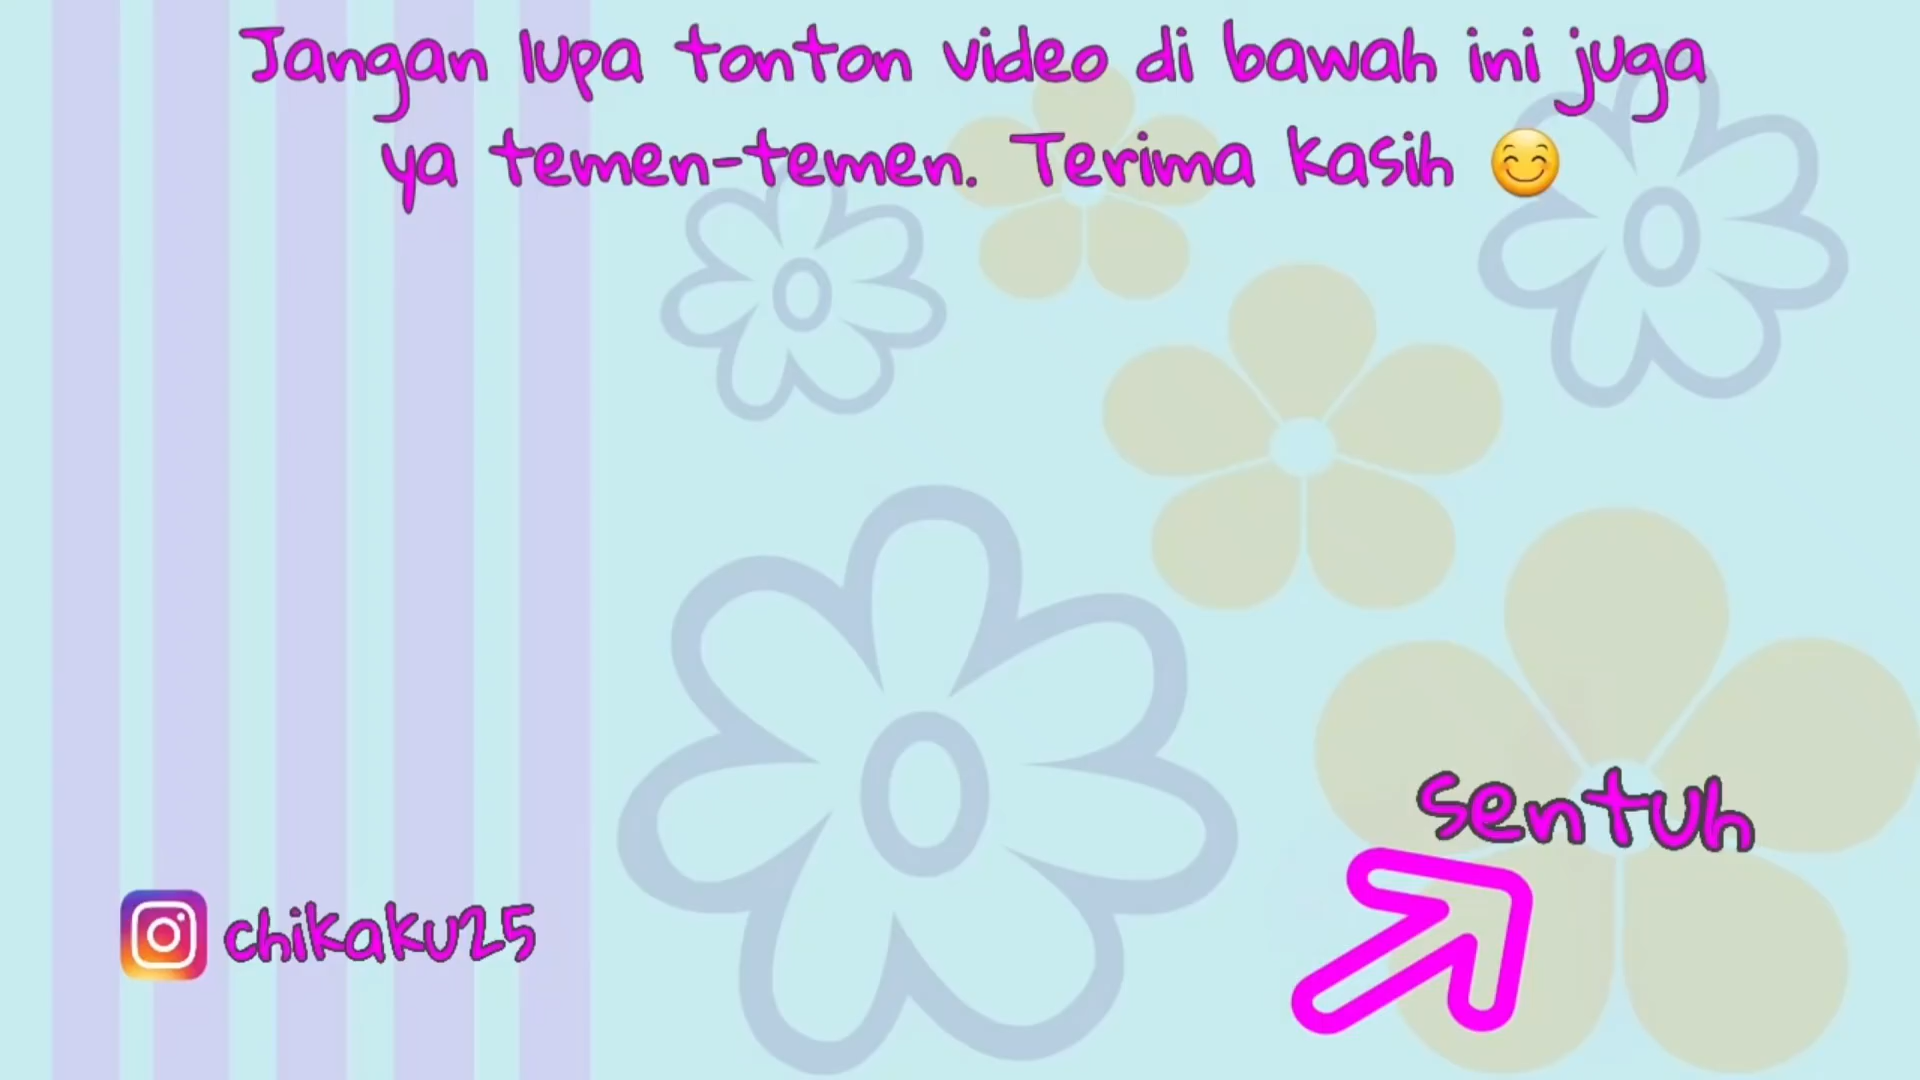 Jangan lupa tonton video di bawah ini juga
ya temen-temen. Terima kasih 😊
sentuh
chikaku25